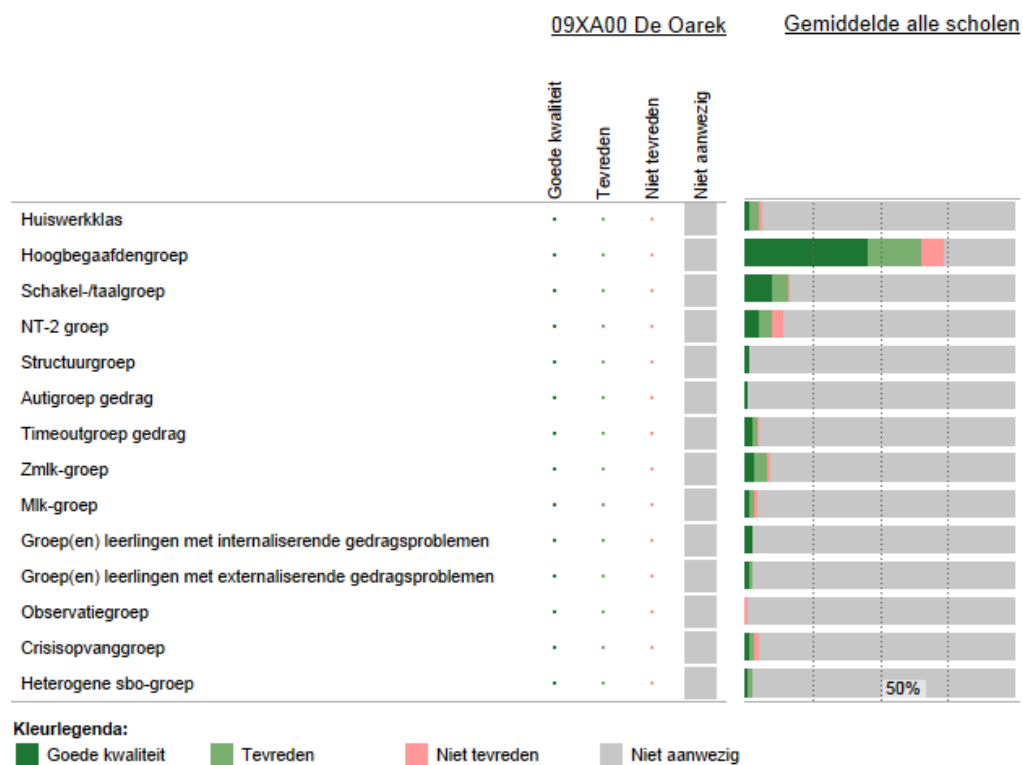 09XA00 De Oarek
Gemiddelde alle scholen
Goede kwaliteit
Tevreden
Niet tevreden
Niet aanwezig
Huiswerkklas
Hoogbegaafdengroep
Schakel-/taalgroep
NT-2 groep
Structuurgroep
Autigroep gedrag
Timeoutgroep gedrag
Zmlk-groep
Mlk-groep
Groep(en) leerlingen met internaliserende gedragsproblemen
Groep(en) leerlingen met externaliserende gedragsproblemen
Observatiegroep
Crisisopvanggroep
Heterogene sbo-groep
50%
Kleurlegenda:
Goede kwaliteit
Tevreden
Niet tevreden
Niet aanwezig